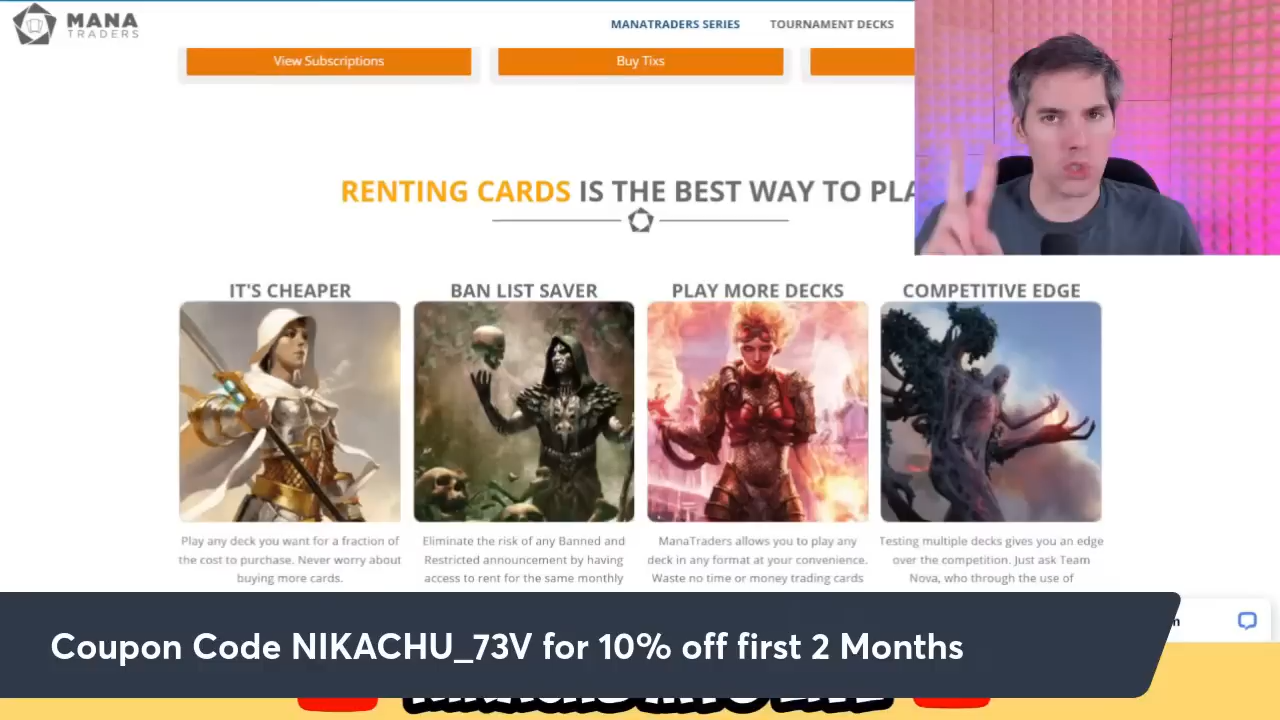 MANA
TRADERS
MANATRADERS SERIES
TOURNAMENT DECKS
View Subscriptions
Buy Tixs
RENTING CARDS IS THE BEST WAY TO PLA
IT'S CHEAPER
BAN LIST SAVER
PLAY MORE DECKS
COMPETITIVE EDGE
Play any deck you want for a fraction of
the cost to purchase. Never worry about
buying more cards.
Eliminate the risk of any Banned and
Restricted announcement by having
access to rent for the same monthly
ManaTraders allows you to play any
deck in any format at your convenience.
Waste no time or money trading cards
Testing multiple decks gives you an edge
over the competition. Just ask Team
Nova, who through the use of
Coupon Code NIKACHU_73V for 10% off first 2 Months